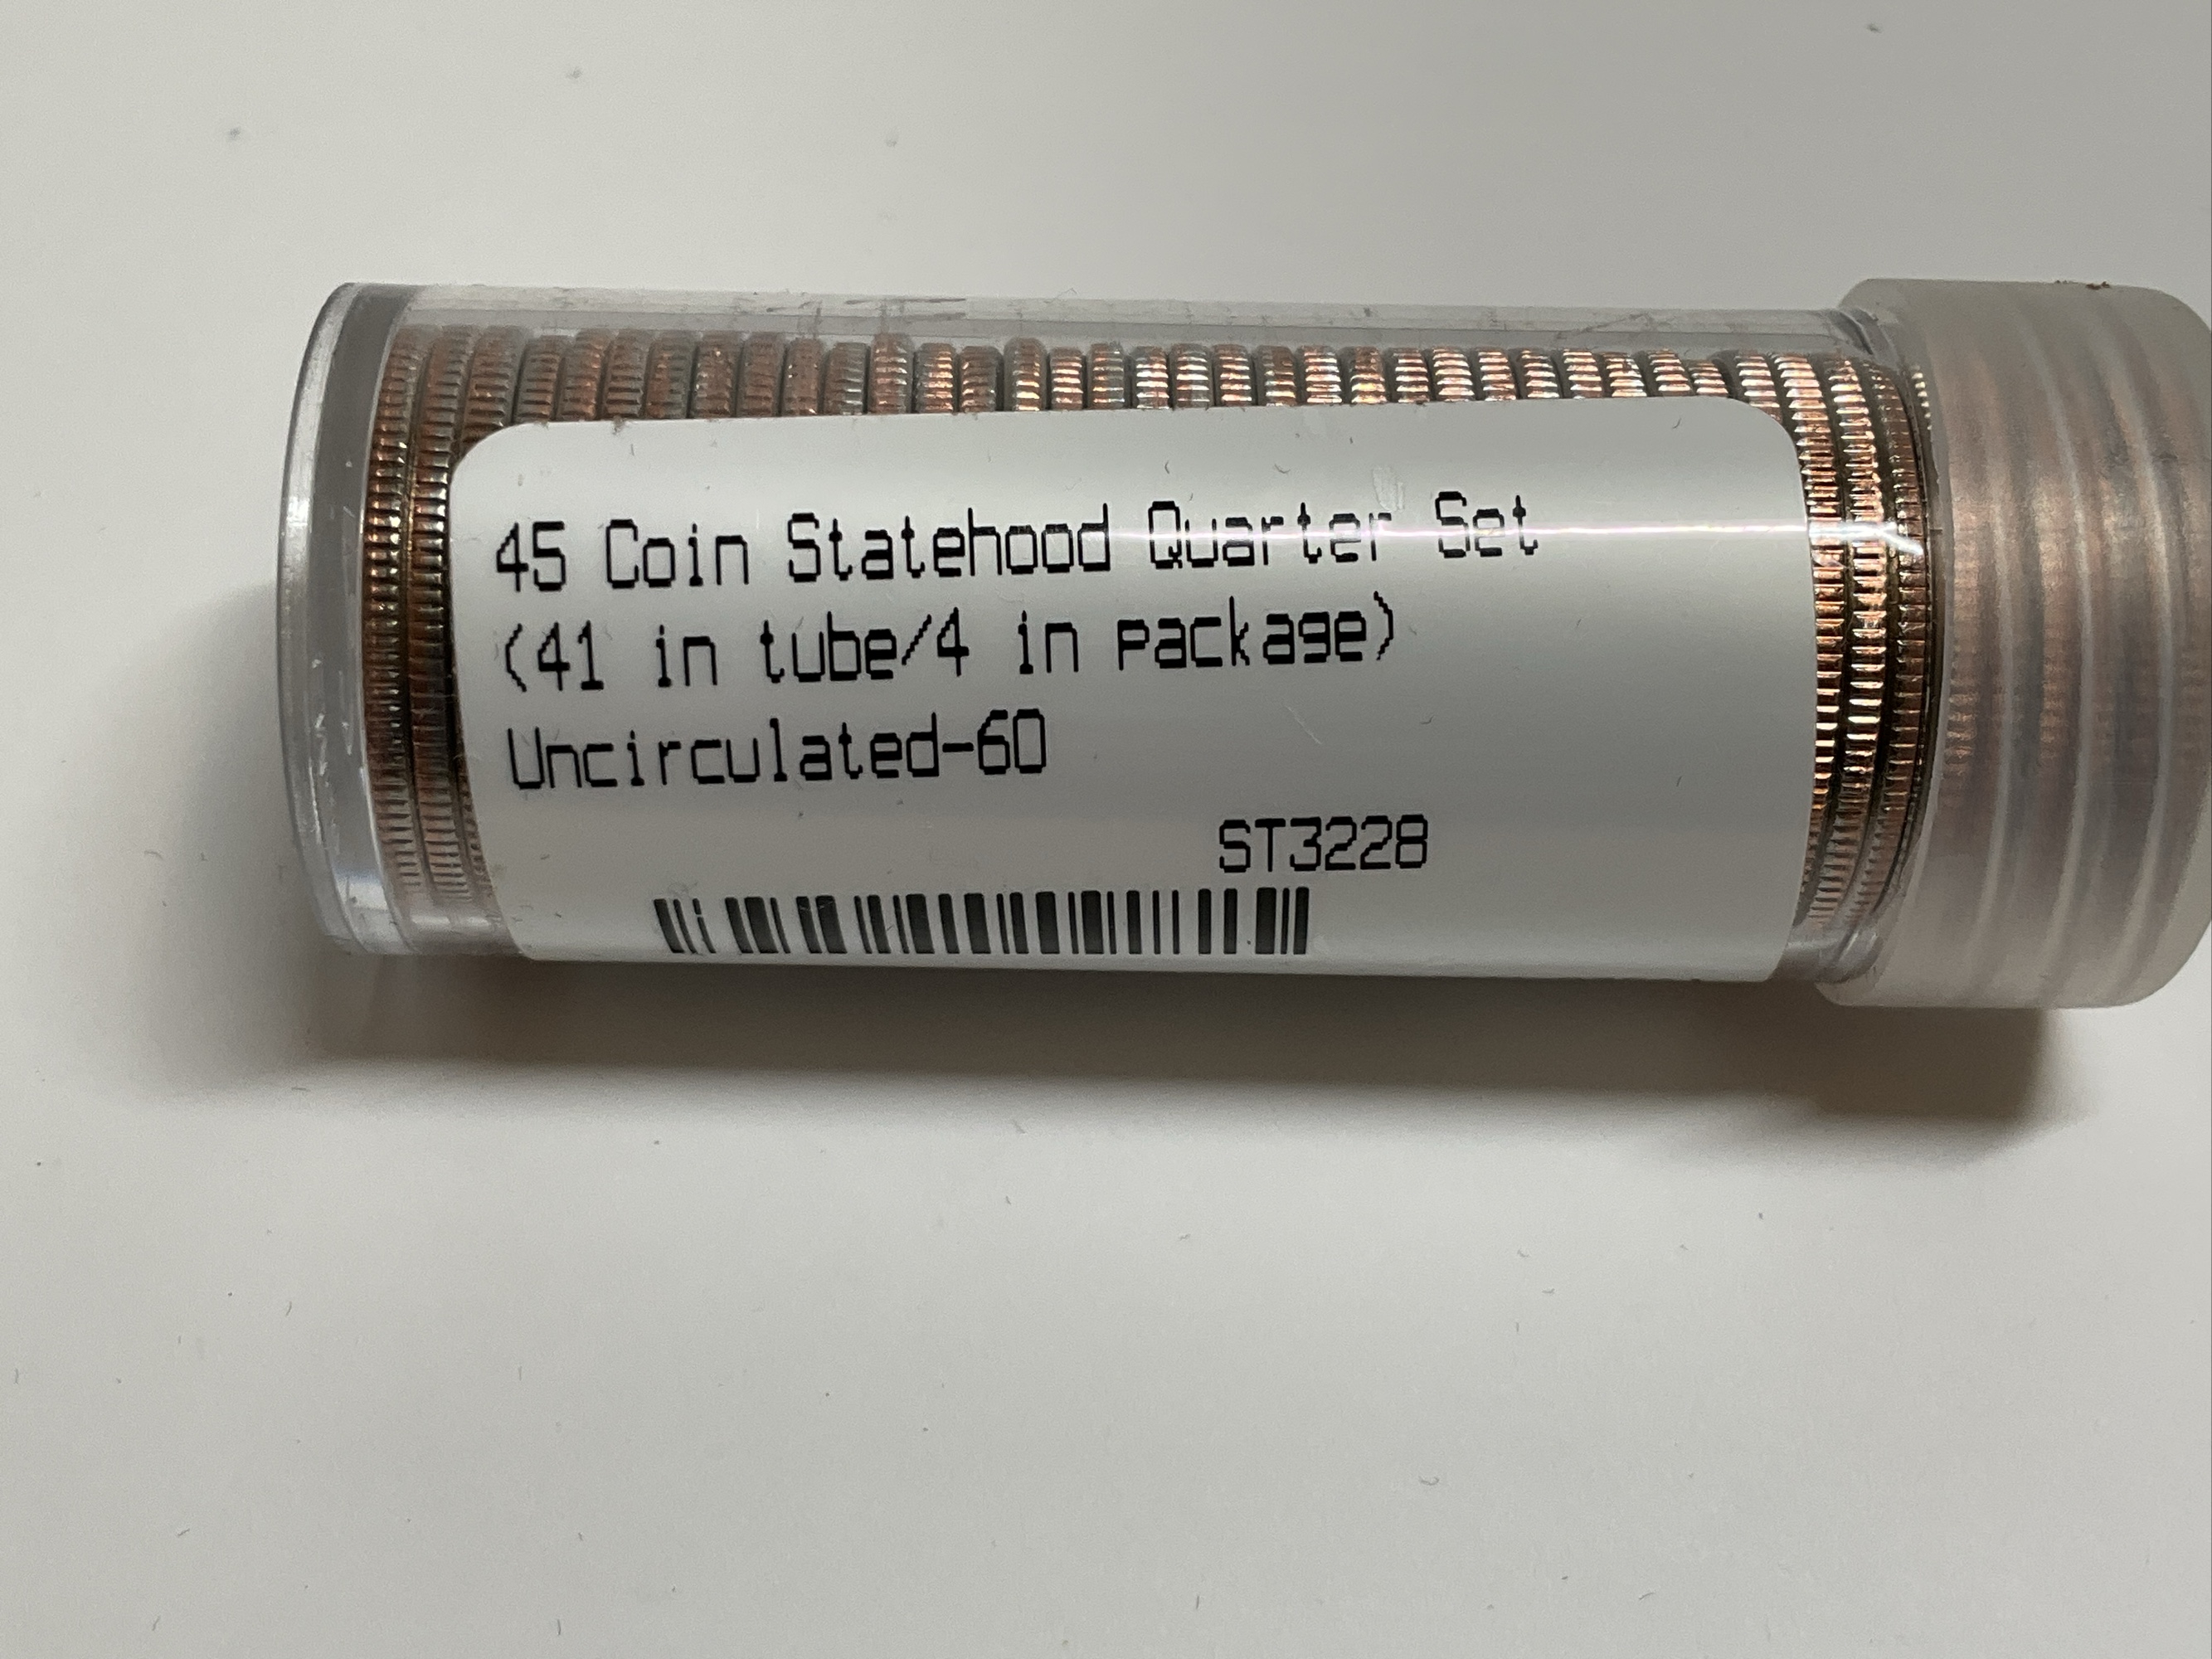 45 Coin Statehood Quarter Set
(41 in tube/4 in package)
Uncirculated-60
ST3228